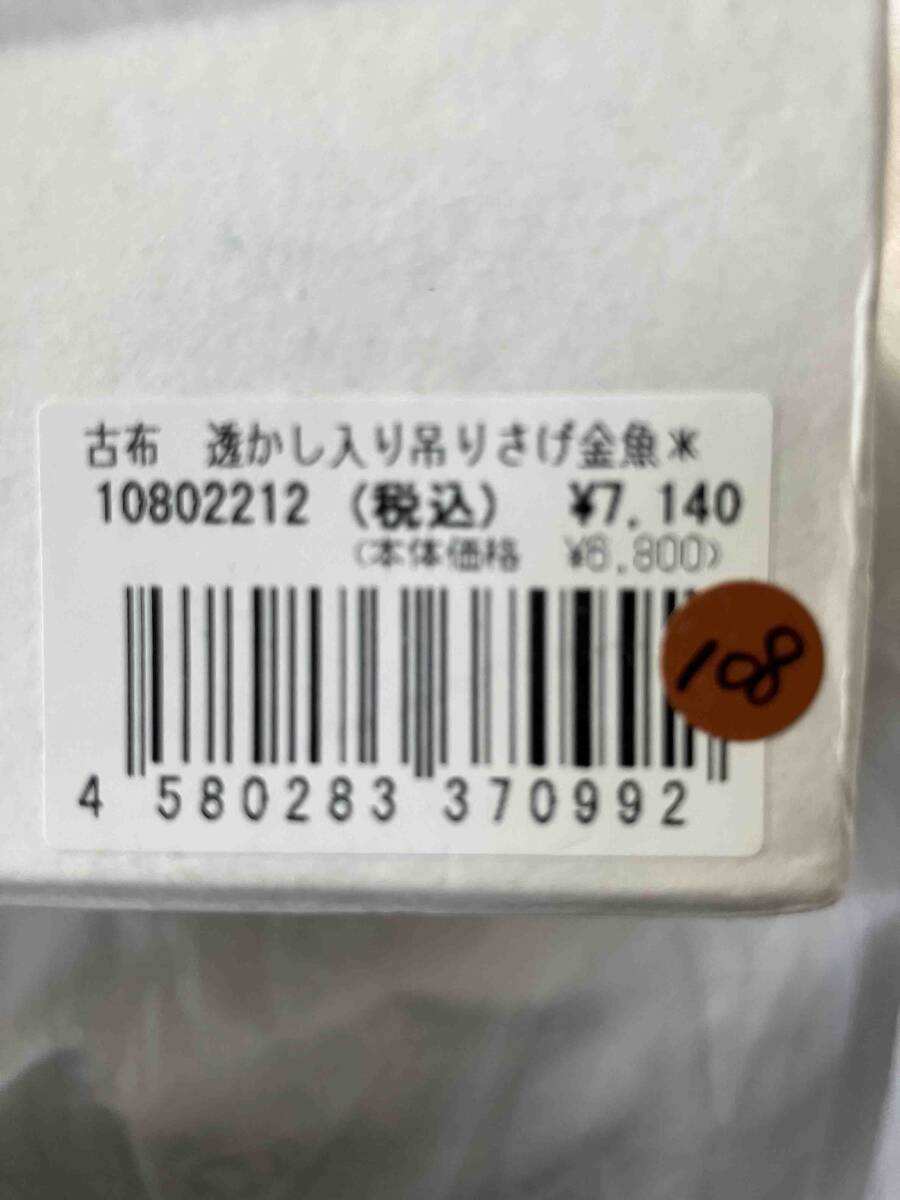 古布　透かし入り吊りさげ金魚＊
10802212 (税込) ¥7,140
(本体価格 ¥6,800)
108
4 580283 370992